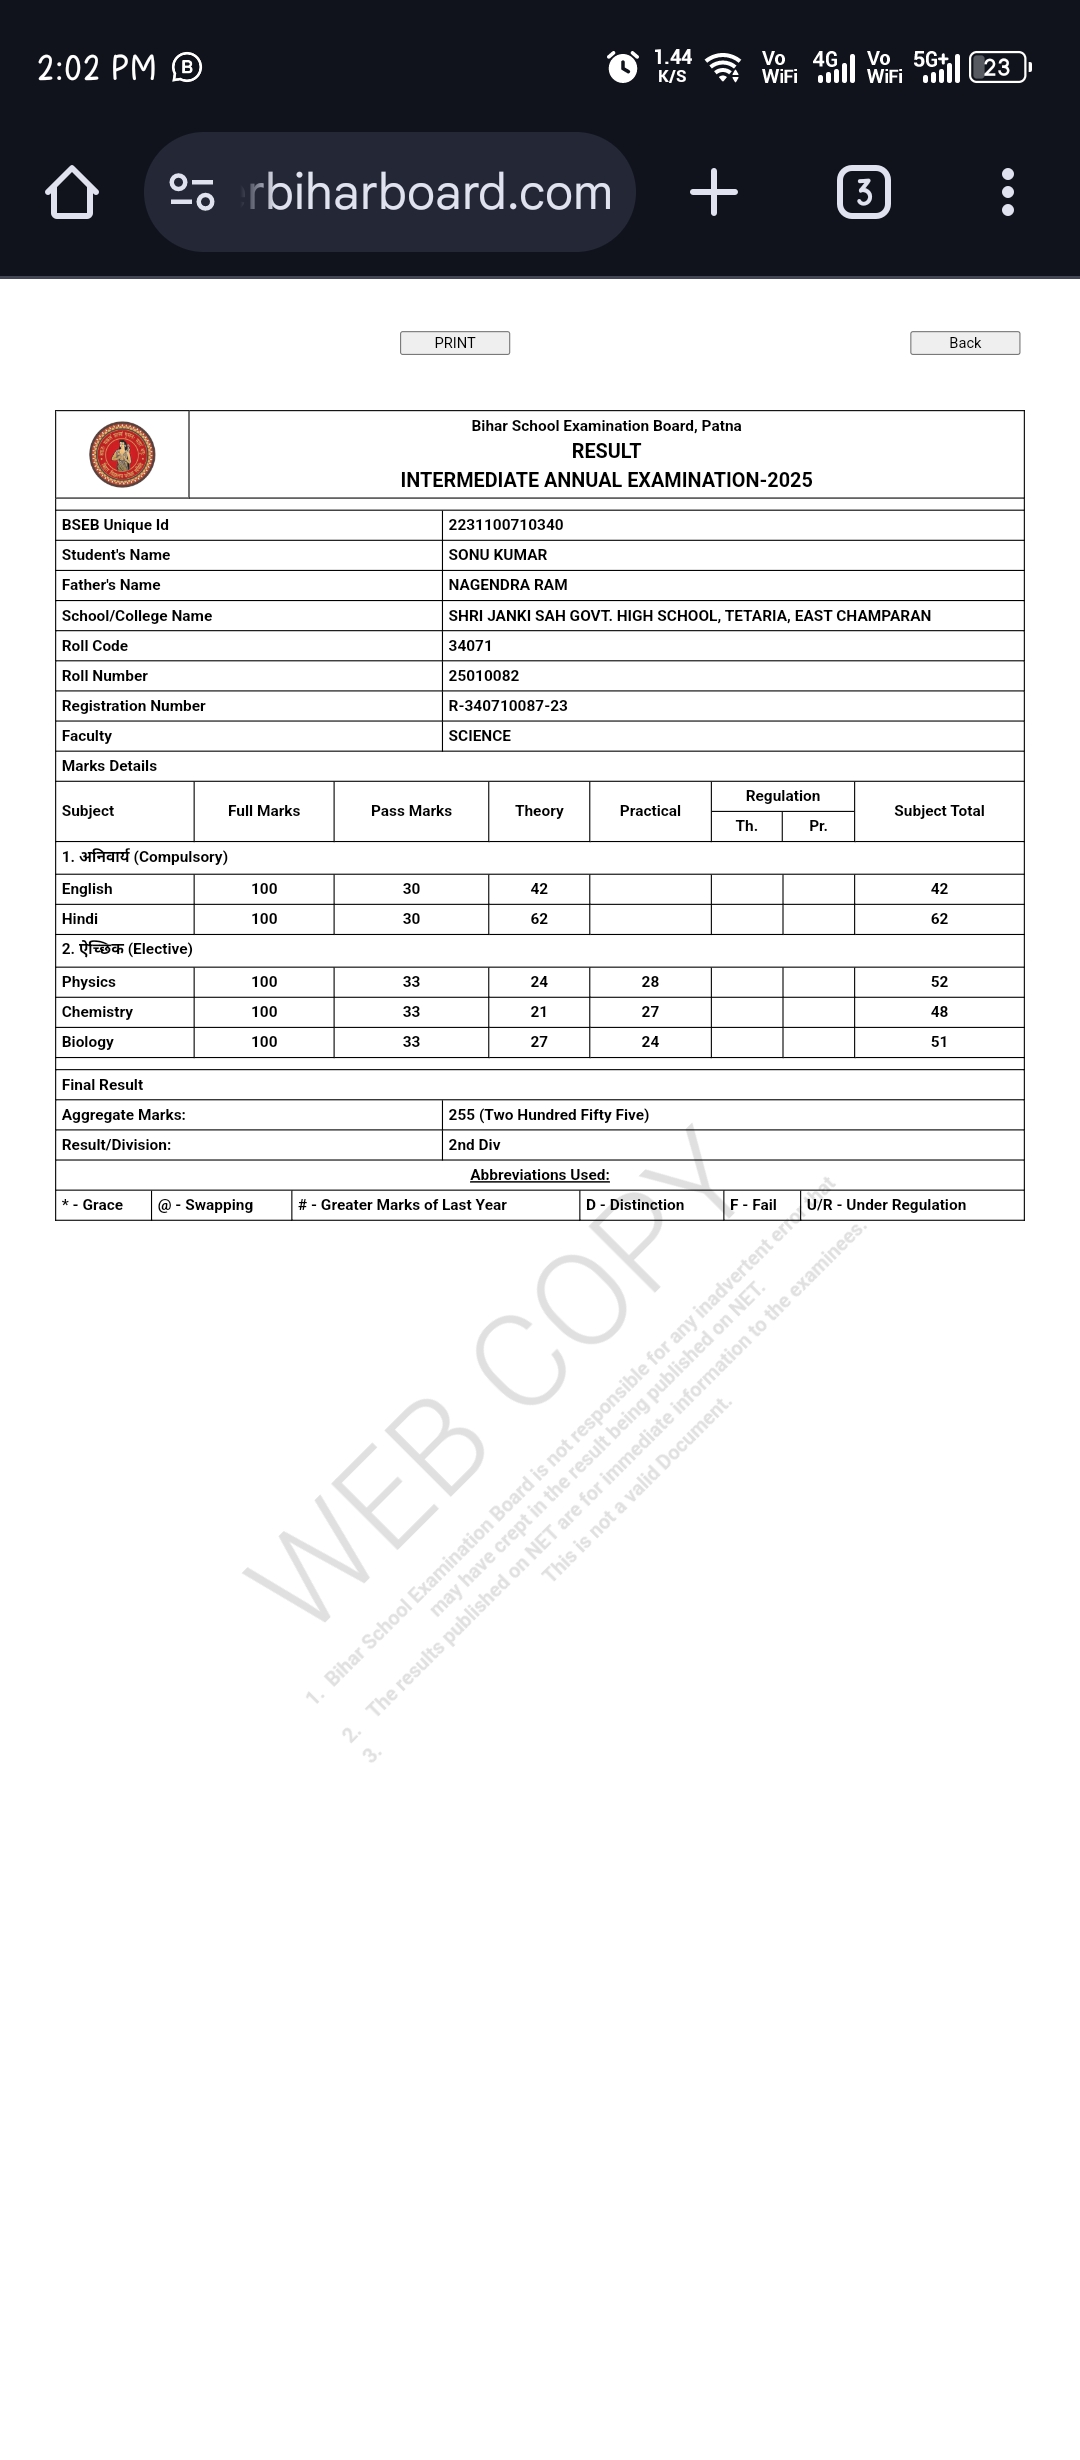 2:02 PM B 1.44 K/S Vo WiFi 4G Vo WiFi 5G+ 23
rbiharboard.com 3
PRINT Back
Bihar School Examination Board, Patna
RESULT
INTERMEDIATE ANNUAL EXAMINATION-2025
BSEB Unique Id 2231100710340
Student's Name SONU KUMAR
Father's Name NAGENDRA RAM
School/College Name SHRI JANKI SAH GOVT. HIGH SCHOOL, TETARIA, EAST CHAMPARAN
Roll Code 34071
Roll Number 25010082
Registration Number R-340710087-23
Faculty SCIENCE
Marks Details
Subject Full Marks Pass Marks Theory Practical Regulation Subject Total
Th. Pr.
1. अनिवार्य (Compulsory)
English 100 30 42 42
Hindi 100 30 62 62
2. ऐच्छिक (Elective)
Physics 100 33 24 28 52
Chemistry 100 33 21 27 48
Biology 100 33 27 24 51
Final Result
Aggregate Marks: 255 (Two Hundred Fifty Five)
Result/Division: 2nd Div
Abbreviations Used:
* - Grace @ - Swapping # - Greater Marks of Last Year D - Distinction F - Fail U/R - Under Regulation
WEB COPY
1. Bihar School Examination Board is not responsible for any inadvertent error that
may have crept in the result being published on NET.
2. The results published on NET are for immediate information to the examinees.
3. This is not a valid Document.